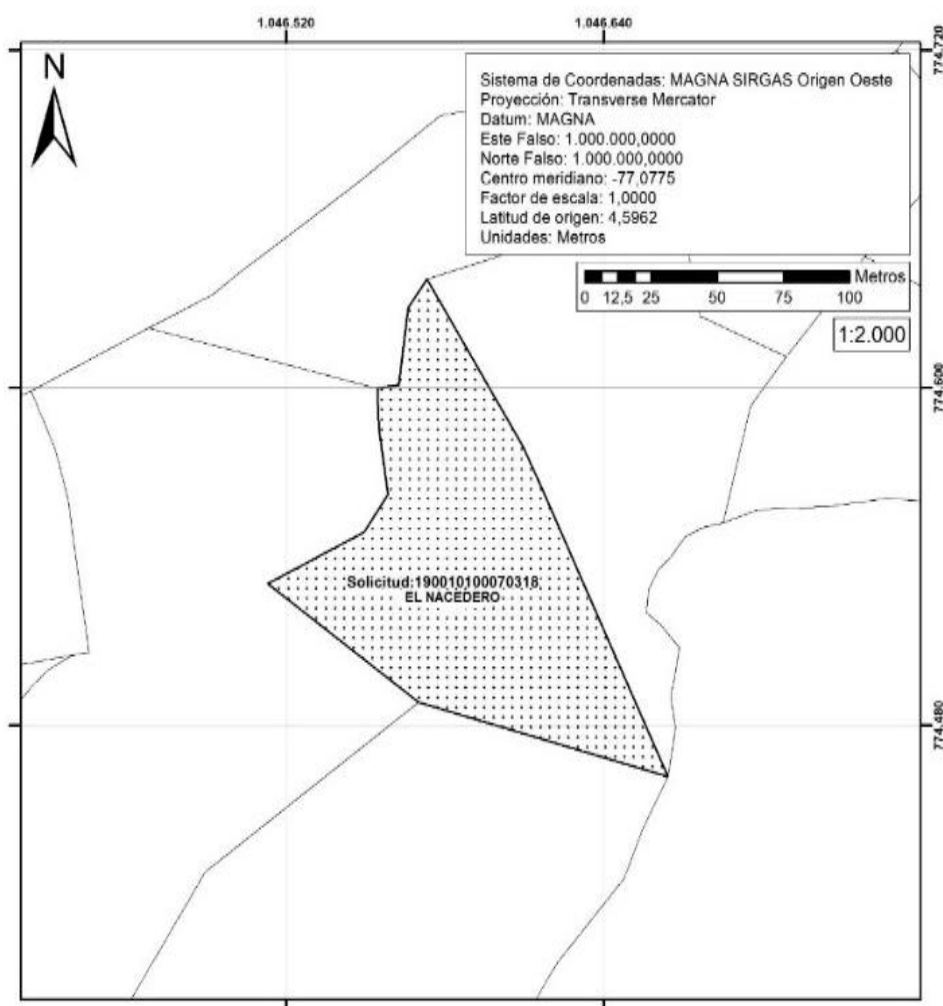 1.046.520 1.046.640
774.720
N
Sistema de Coordenadas: MAGNA SIRGAS Origen Oeste
Proyección: Transverse Mercator
Datum: MAGNA
Este Falso: 1.000.000,0000
Norte Falso: 1.000.000,0000
Centro meridiano: -77,0775
Factor de escala: 1,0000
Latitud de origen: 4,5962
Unidades: Metros
Metros
0 12,5 25 50 75 100
1:2.000
774.600
Solicitud:190010100070318
EL NACEDERO
774.480